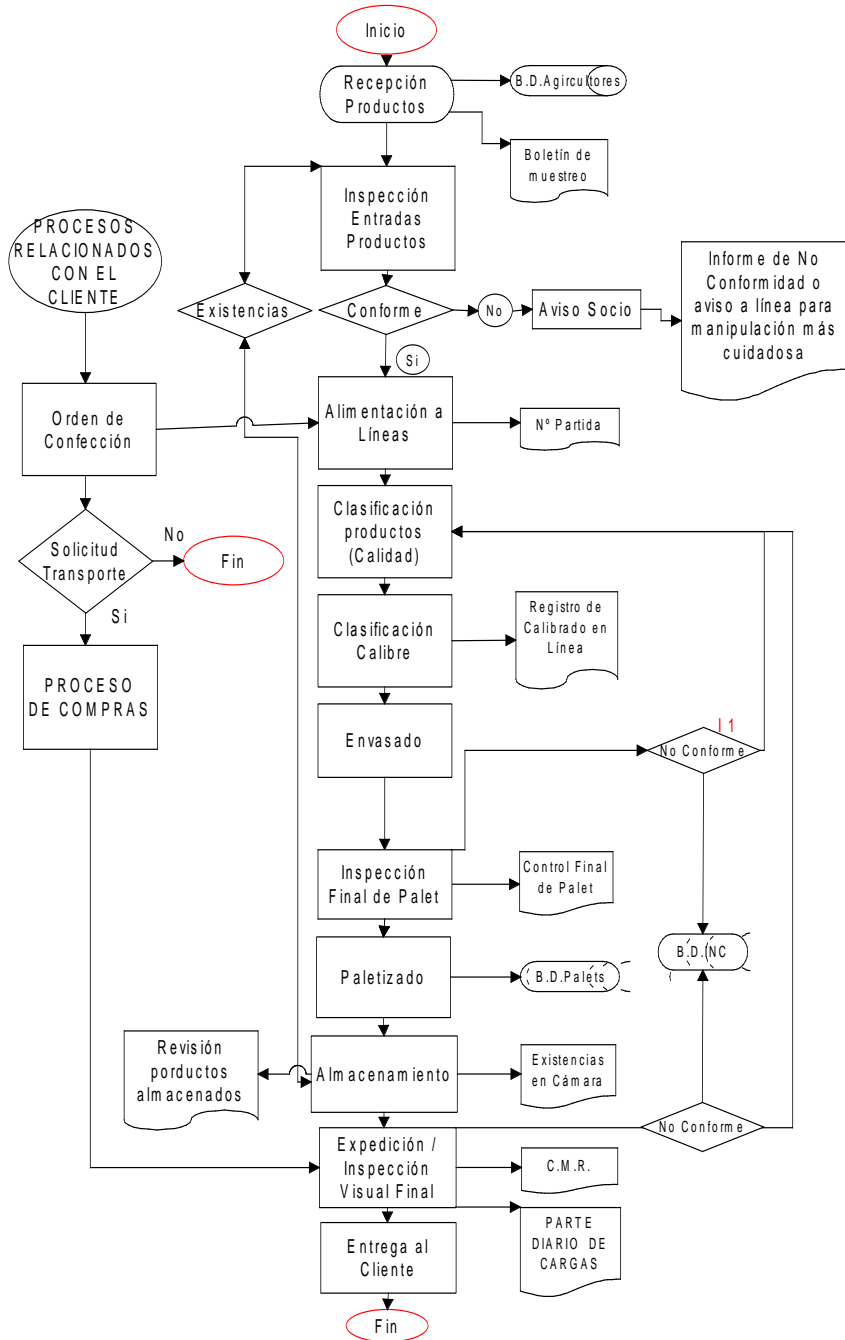 Inicio
Recepción
Productos
B.D.Agircultores
Boletín de
muestreo
Inspección
Entradas
Productos
PROCESOS
RELACIONADOS
CON EL
CLIENTE
Existencias
Conforme
No
Aviso Socio
Informe de No
Conformidad o
aviso a línea para
manipulación más
cuidadosa
Si
Orden de
Confección
Alimentación a
Líneas
Nº Partida
Clasificación
productos
(Calidad)
Solicitud
Transporte
No
Fin
Si
Clasificación
Calibre
Registro de
Calibrado en
Línea
PROCESO
DE COMPRAS
Envasado
I1
No Conforme
Inspección
Final de Palet
Control Final
de Palet
Paletizado
B.D.Palets
B.D.NC
Revisión
porductos
almacenados
Almacenamiento
Existencias
en Cámara
No Conforme
Expedición /
Inspección
Visual Final
C.M.R.
PARTE
DIARIO DE
CARGAS
Entrega al
Cliente
Fin